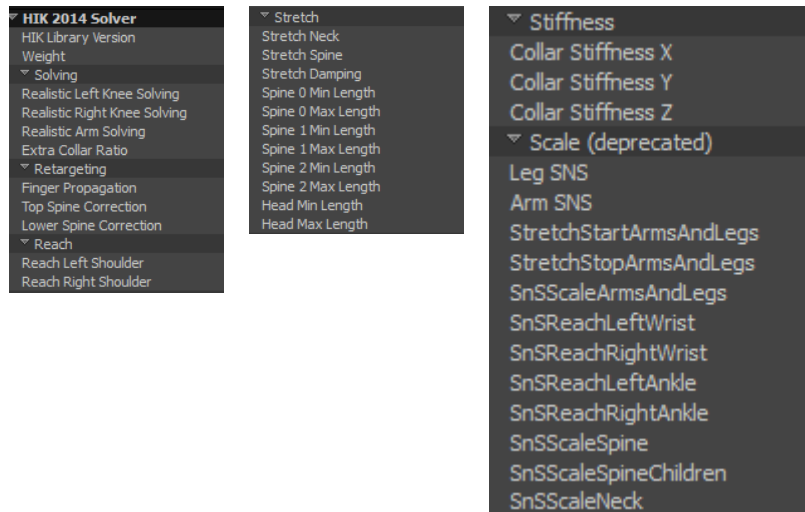 HIK 2014 Solver
HIK Library Version
Weight
Solving
Realistic Left Knee Solving
Realistic Right Knee Solving
Realistic Arm Solving
Extra Collar Ratio
Retargeting
Finger Propagation
Top Spine Correction
Lower Spine Correction
Reach
Reach Left Shoulder
Reach Right Shoulder
Stretch
Stretch Neck
Stretch Spine
Stretch Damping
Spine 0 Min Length
Spine 0 Max Length
Spine 1 Min Length
Spine 1 Max Length
Spine 2 Min Length
Spine 2 Max Length
Head Min Length
Head Max Length
Stiffness
Collar Stiffness X
Collar Stiffness Y
Collar Stiffness Z
Scale (deprecated)
Leg SNS
Arm SNS
StretchStartArmsAndLegs
StretchStopArmsAndLegs
SnSScaleArmsAndLegs
SnSReachLeftWrist
SnSReachRightWrist
SnSReachLeftAnkle
SnSReachRightAnkle
SnSScaleSpine
SnSScaleSpineChildren
SnSScaleNeck